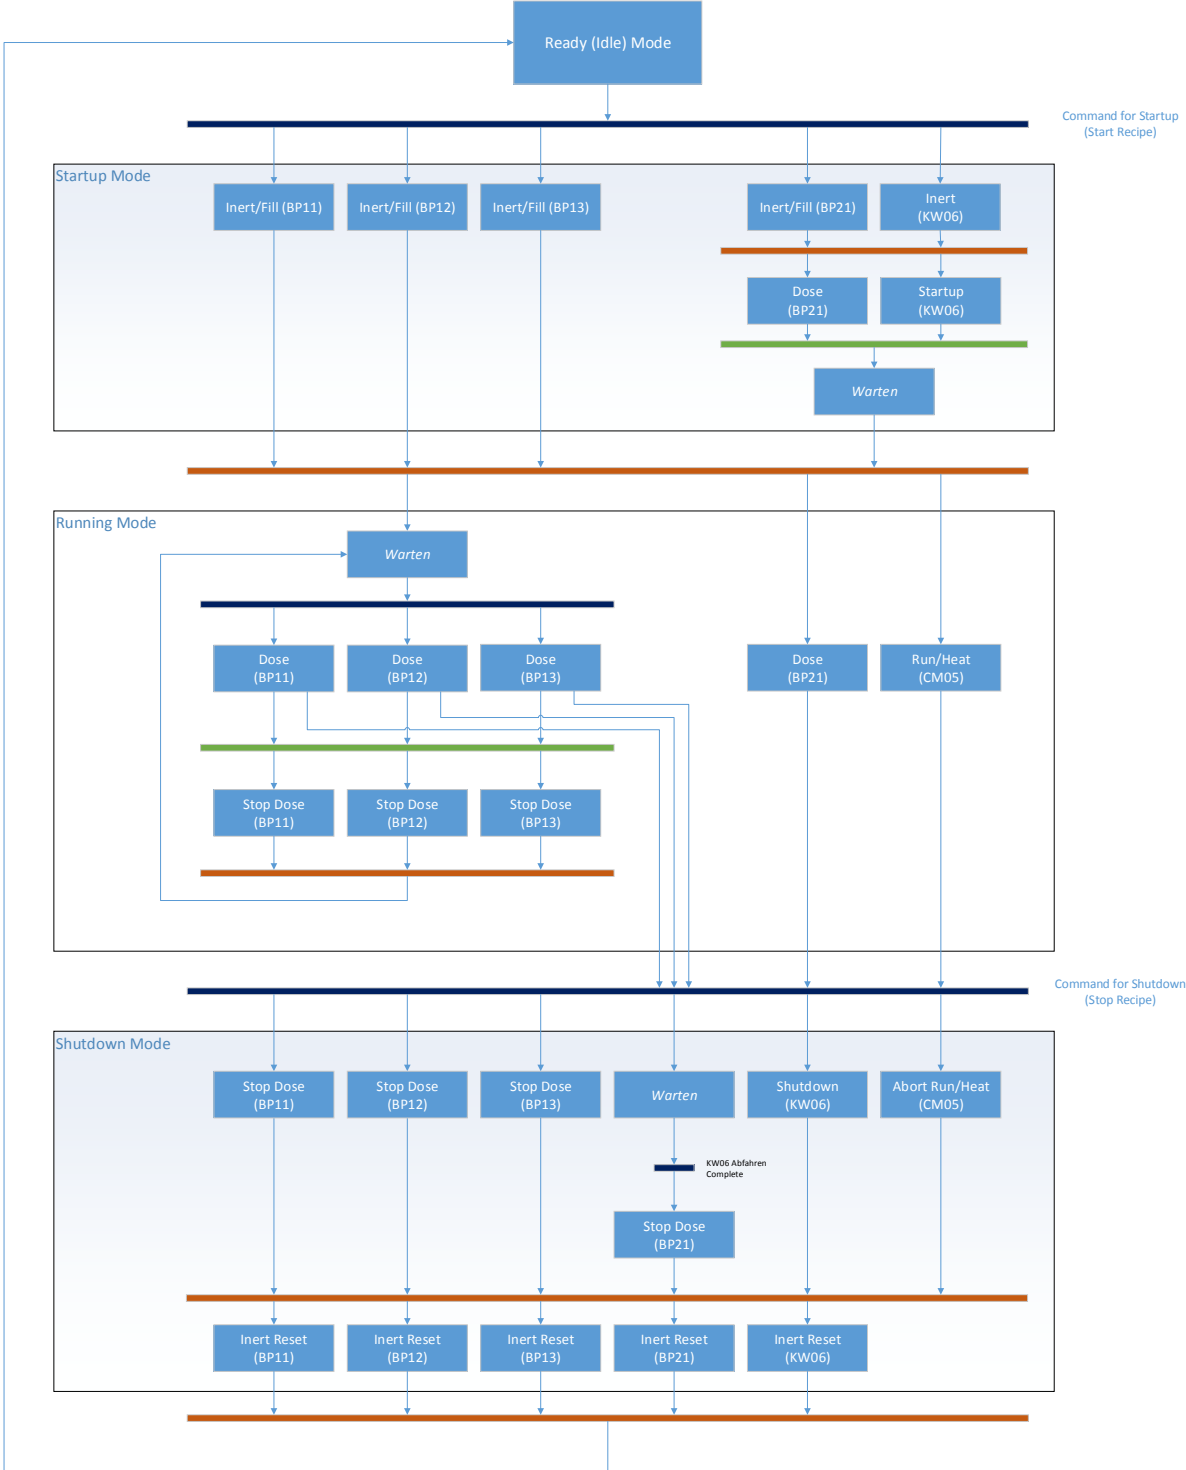 Ready (Idle) Mode
Command for Startup
(Start Recipe)
Startup Mode
Inert/Fill (BP11)
Inert/Fill (BP12)
Inert/Fill (BP13)
Inert/Fill (BP21)
Inert
(KW06)
Dose
(BP21)
Startup
(KW06)
Warten
Running Mode
Warten
Dose
(BP11)
Dose
(BP12)
Dose
(BP13)
Dose
(BP21)
Run/Heat
(CM05)
Stop Dose
(BP11)
Stop Dose
(BP12)
Stop Dose
(BP13)
Command for Shutdown
(Stop Recipe)
Shutdown Mode
Stop Dose
(BP11)
Stop Dose
(BP12)
Stop Dose
(BP13)
Warten
Shutdown
(KW06)
Abort Run/Heat
(CM05)
KW06 Abfahren
Complete
Stop Dose
(BP21)
Inert Reset
(BP11)
Inert Reset
(BP12)
Inert Reset
(BP13)
Inert Reset
(BP21)
Inert Reset
(KW06)